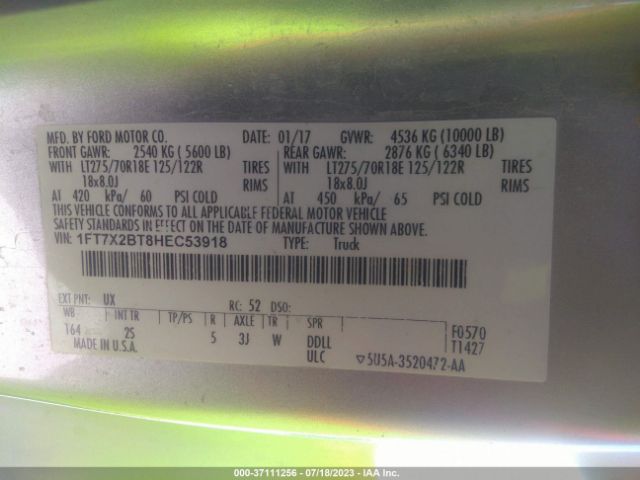 MFD. BY FORD MOTOR CO. DATE: 01/17 GVWR: 4536 KG (10000 LB)
FRONT GAWR: 2540 KG ( 5600 LB) REAR GAWR: 2876 KG ( 6340 LB)
WITH LT275/70R18E 125/122R TIRES WITH LT275/70R18E 125/122R TIRES
18x8.0J RIMS 18x8.0J RIMS
AT 420 kPa/ 60 PSI COLD AT 450 kPa/ 65 PSI COLD
THIS VEHICLE CONFORMS TO ALL APPLICABLE FEDERAL MOTOR VEHICLE
SAFETY STANDARDS IN EFFECT ON THE DATE OF MANUFACTURE SHOWN ABOVE.
VIN: 1FT7X2BT8HEC53918 TYPE: Truck
EXT PNT: UX RC: 52 DSO:
WB INT TR TP/PS R AXLE TR SPR F0570
164 2S 5 3J W DDLL T1427
MADE IN U.S.A. ULC ▽5U5A-3520472-AA
000-37111256 - 07/18/2023 - IAA Inc.